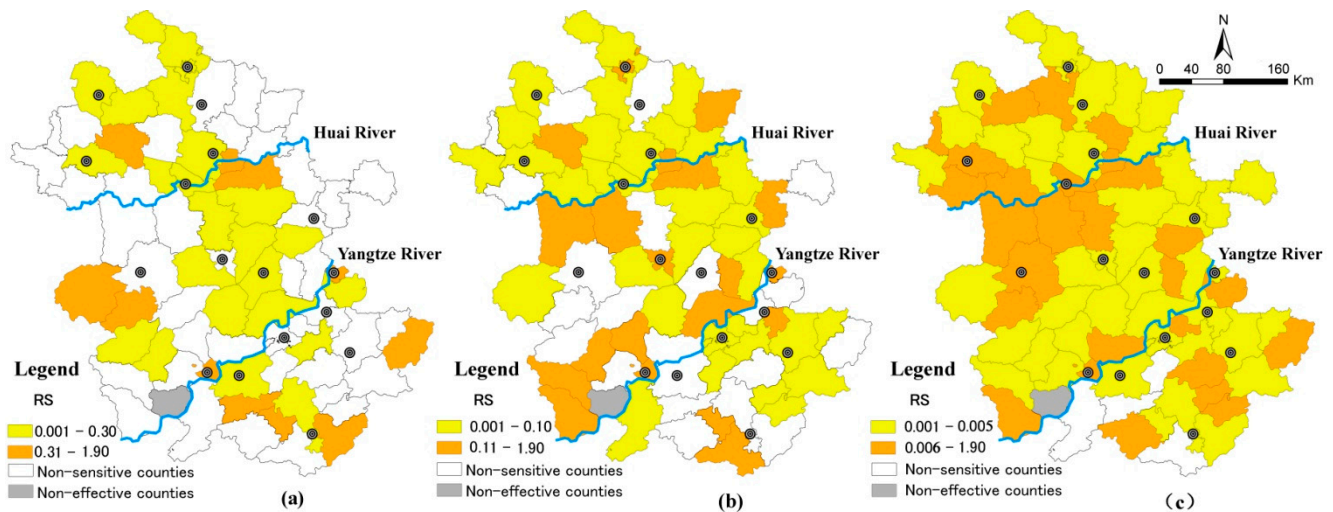 N
0 40 80 160
Km
Huai River
Yangtze River
Legend
RS
0.001 - 0.30
0.31 - 1.90
Non-sensitive counties
Non-effective counties
(a)
Huai River
Yangtze River
Legend
RS
0.001 - 0.10
0.11 - 1.90
Non-sensitive counties
Non-effective counties
(b)
Huai River
Yangtze River
Legend
RS
0.001 - 0.005
0.006 - 1.90
Non-sensitive counties
Non-effective counties
(c)